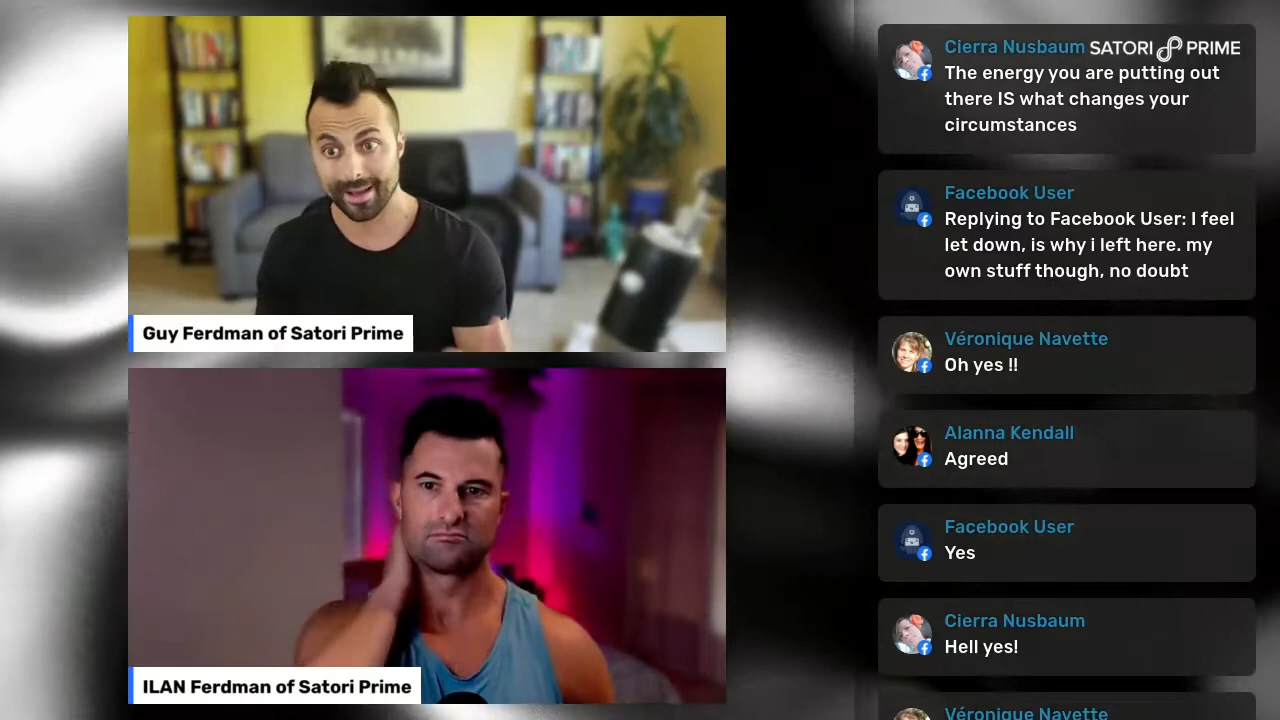 Guy Ferdman of Satori Prime
ILAN Ferdman of Satori Prime
SATORI PRIME
Cierra Nusbaum
The energy you are putting out
there IS what changes your
circumstances
Facebook User
Replying to Facebook User: I feel
let down, is why i left here. my
own stuff though, no doubt
Véronique Navette
Oh yes !!
Alanna Kendall
Agreed
Facebook User
Yes
Cierra Nusbaum
Hell yes!
Véronique Navette